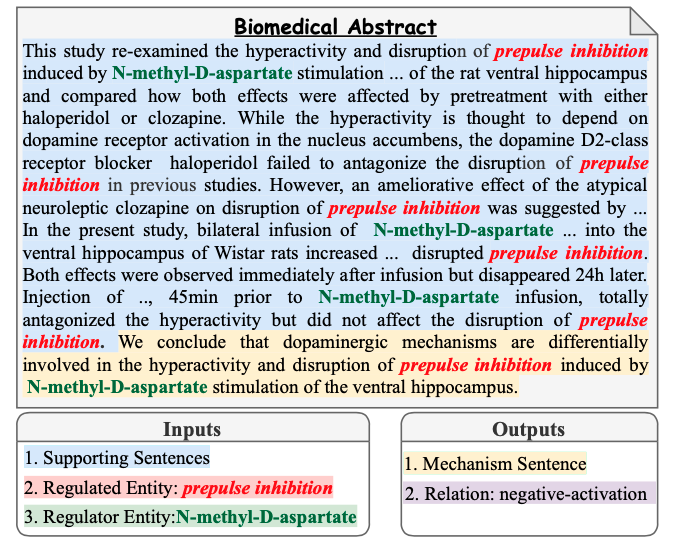 Biomedical Abstract
This study re-examined the hyperactivity and disruption of prepulse inhibition
induced by N-methyl-D-aspartate stimulation ... of the rat ventral hippocampus
and compared how both effects were affected by pretreatment with either
haloperidol or clozapine. While the hyperactivity is thought to depend on
dopamine receptor activation in the nucleus accumbens, the dopamine D2-class
receptor blocker haloperidol failed to antagonize the disruption of prepulse
inhibition in previous studies. However, an ameliorative effect of the atypical
neuroleptic clozapine on disruption of prepulse inhibition was suggested by ...
In the present study, bilateral infusion of N-methyl-D-aspartate ... into the
ventral hippocampus of Wistar rats increased ... disrupted prepulse inhibition.
Both effects were observed immediately after infusion but disappeared 24h later.
Injection of .., 45min prior to N-methyl-D-aspartate infusion, totally
antagonized the hyperactivity but did not affect the disruption of prepulse
inhibition. We conclude that dopaminergic mechanisms are differentially
involved in the hyperactivity and disruption of prepulse inhibition induced by
N-methyl-D-aspartate stimulation of the ventral hippocampus.
Inputs
1. Supporting Sentences
2. Regulated Entity: prepulse inhibition
3. Regulator Entity:N-methyl-D-aspartate
Outputs
1. Mechanism Sentence
2. Relation: negative-activation